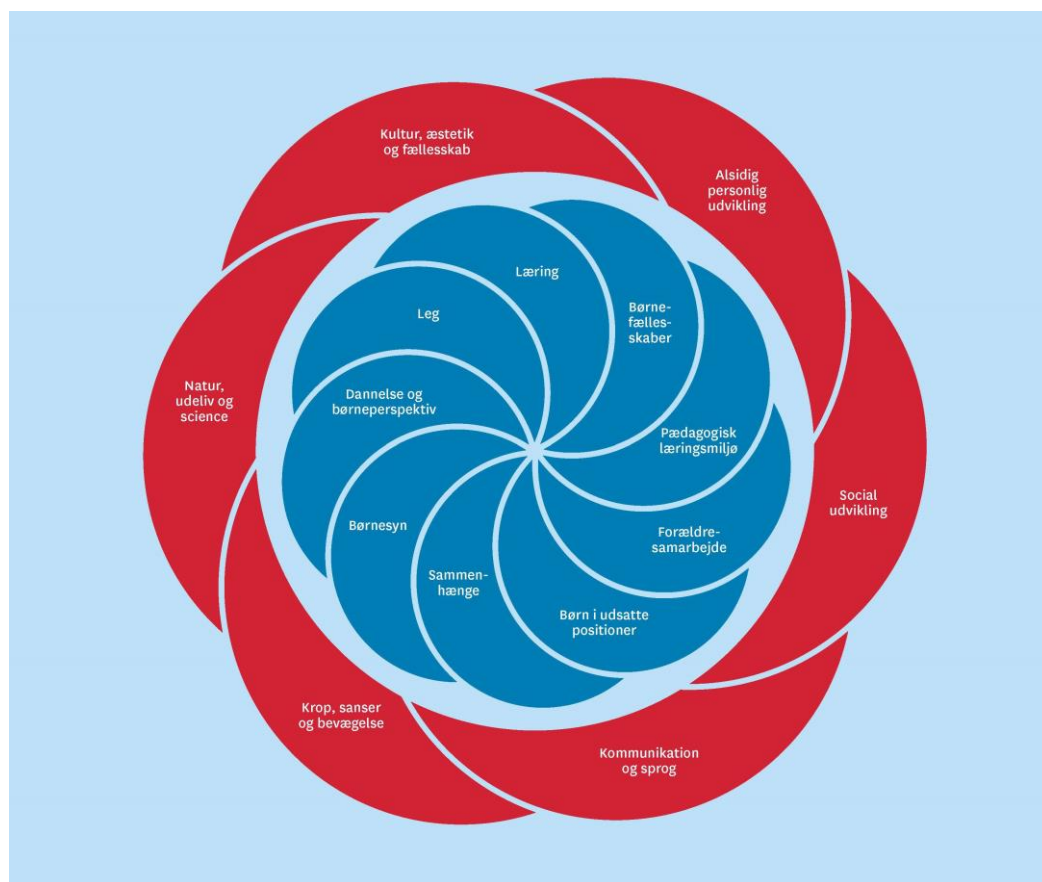 Kultur, æstetik
og fællesskab
Alsidig
personlig
udvikling
Social
udvikling
Kommunikation
og sprog
Krop, sanser
og bevægelse
Natur,
udeliv og
science
Læring
Børne-
fælles-
skaber
Pædagogisk
læringsmiljø
Forældre-
samarbejde
Børn i udsatte
positioner
Sammen-
hænge
Børnesyn
Dannelse og
børneperspektiv
Leg